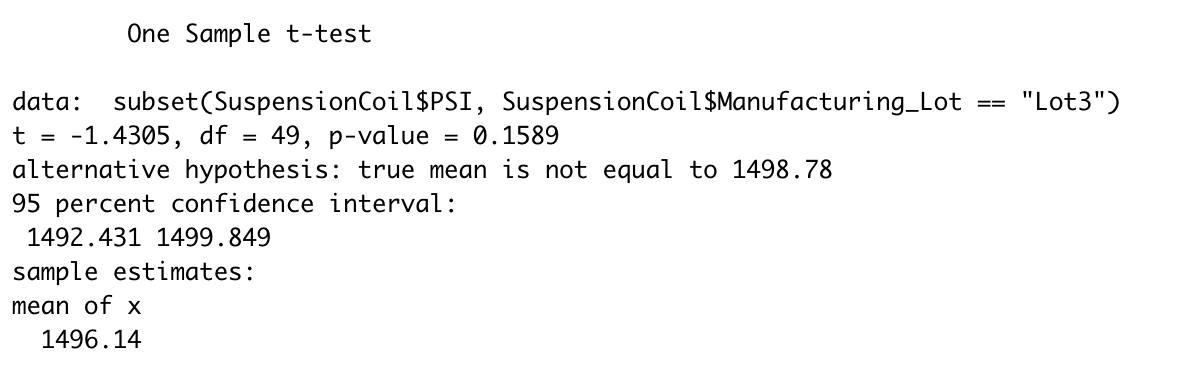 One Sample t-test
data:  subset(SuspensionCoil$PSI, SuspensionCoil$Manufacturing_Lot == "Lot3")
t = -1.4305, df = 49, p-value = 0.1589
alternative hypothesis: true mean is not equal to 1498.78
95 percent confidence interval:
1492.431 1499.849
sample estimates:
mean of x
1496.14